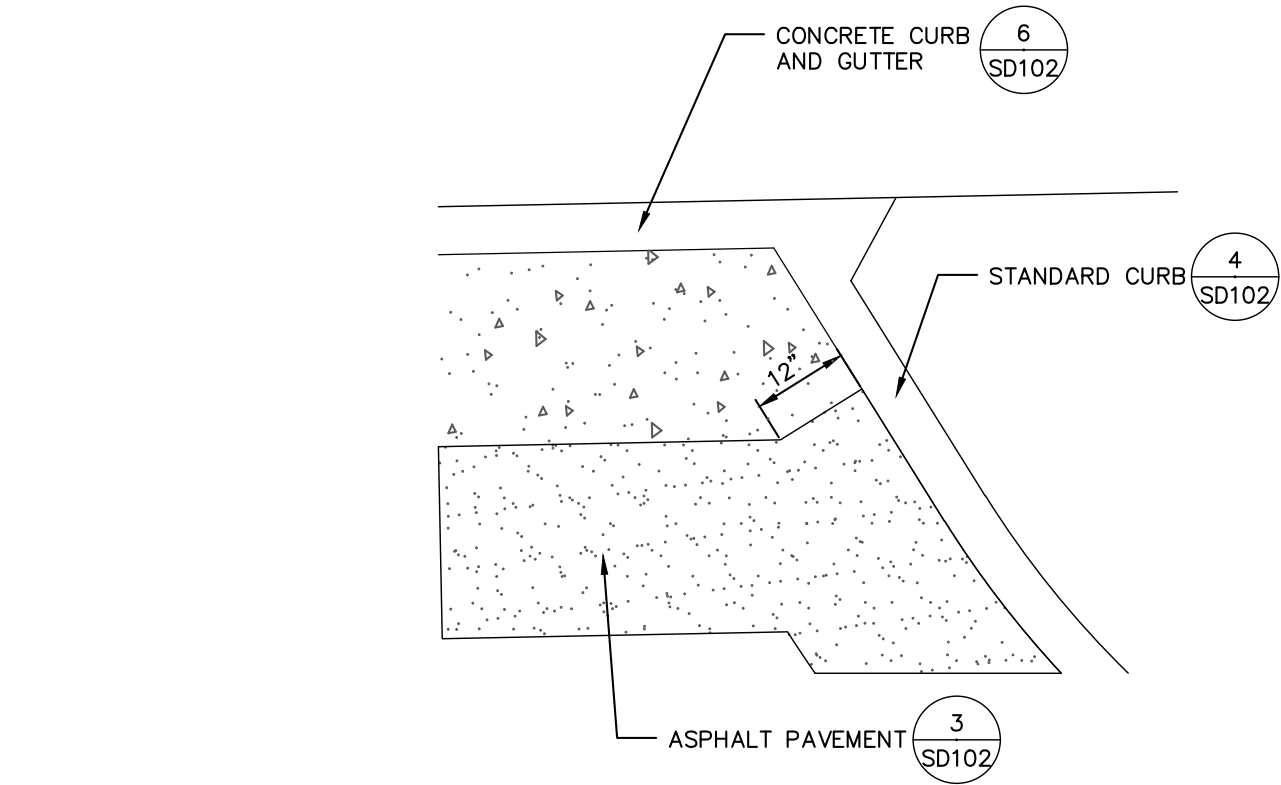 CONCRETE CURB
AND GUTTER
6
SD102
STANDARD CURB
4
SD102
12"
ASPHALT PAVEMENT
3
SD102